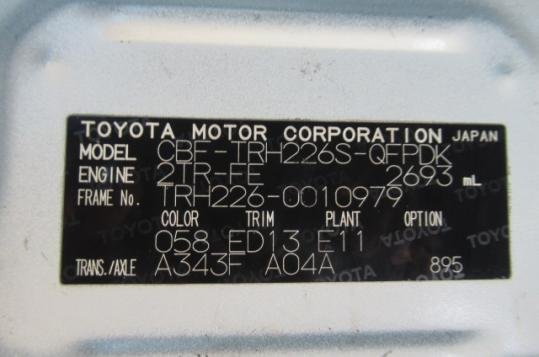 TOYOTA MOTOR CORPORATION JAPAN
MODEL CBF-TRH226S-QFPDK
ENGINE 2TR-FE 2693 mL
FRAME No. TRH226-0010979
COLOR TRIM PLANT OPTION
058 ED13 E11
TRANS./AXLE A343F A04A 895